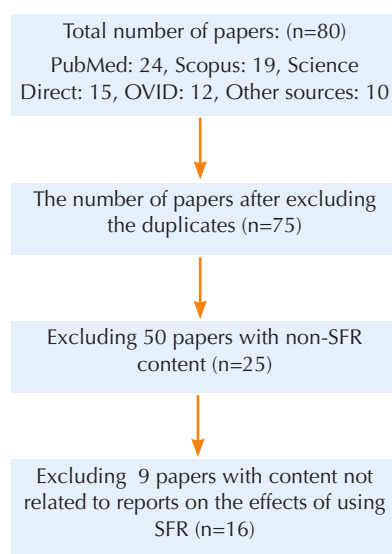 Total number of papers: (n=80)
PubMed: 24, Scopus: 19, Science
Direct: 15, OVID: 12, Other sources: 10
The number of papers after excluding
the duplicates (n=75)
Excluding 50 papers with non-SFR
content (n=25)
Excluding 9 papers with content not
related to reports on the effects of using
SFR (n=16)